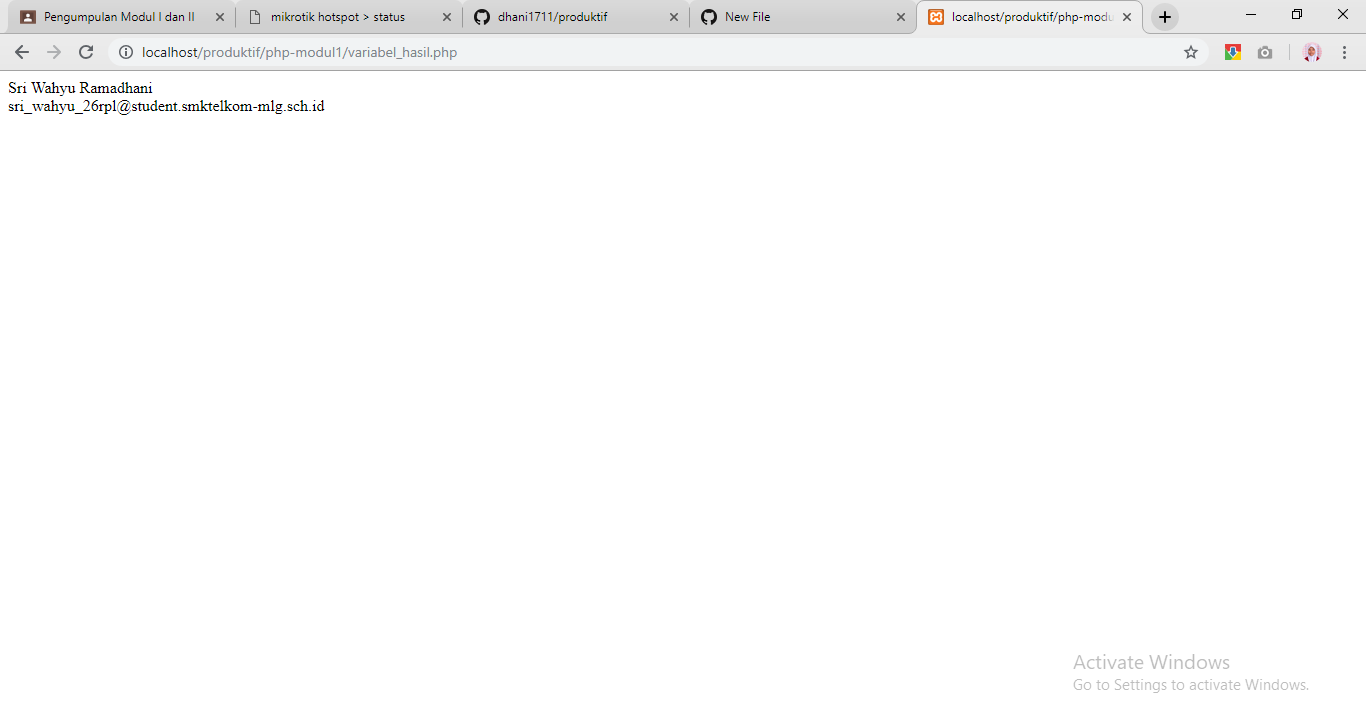 Pengumpulan Modul I dan II
mikrotik hotspot > status
dhani1711/produktif
New File
localhost/produktif/php-modu
localhost/produktif/php-modul1/variabel_hasil.php
Sri Wahyu Ramadhani
sri_wahyu_26rpl@student.smktelkom-mlg.sch.id
Activate Windows
Go to Settings to activate Windows.